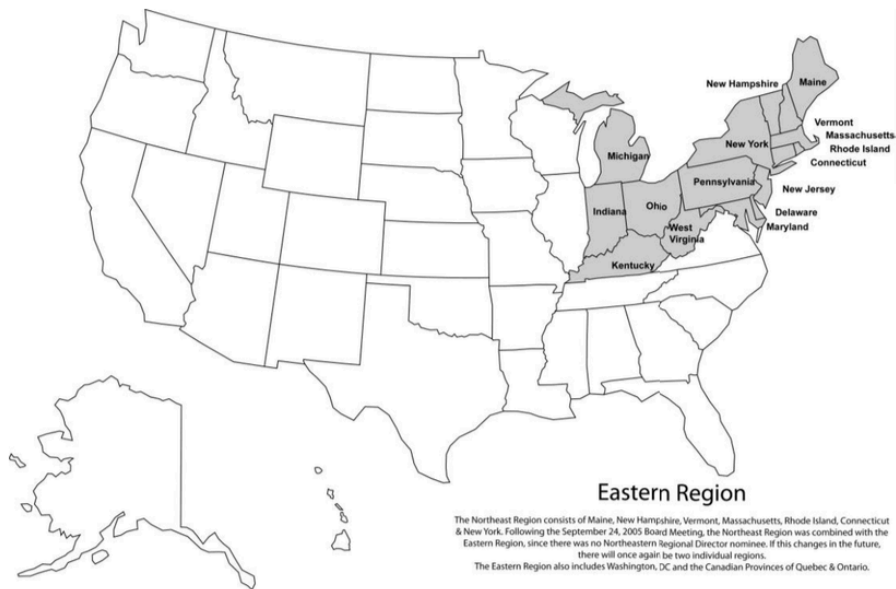 New Hampshire
Maine
Vermont
Massachusetts
Rhode Island
Connecticut
New York
Michigan
Pennsylvania
New Jersey
Indiana
Ohio
Delaware
West
Virginia
Maryland
Kentucky
Eastern Region
The Northeast Region consists of Maine, New Hampshire, Vermont, Massachusetts, Rhode Island, Connecticut
& New York. Following the September 24, 2005 Board Meeting, the Northeast Region was combined with the
Eastern Region, since there was no Northeastern Regional Director nominee. If this changes in the future,
there will once again be two individual regions.
The Eastern Region also includes Washington, DC and the Canadian Provinces of Quebec & Ontario.